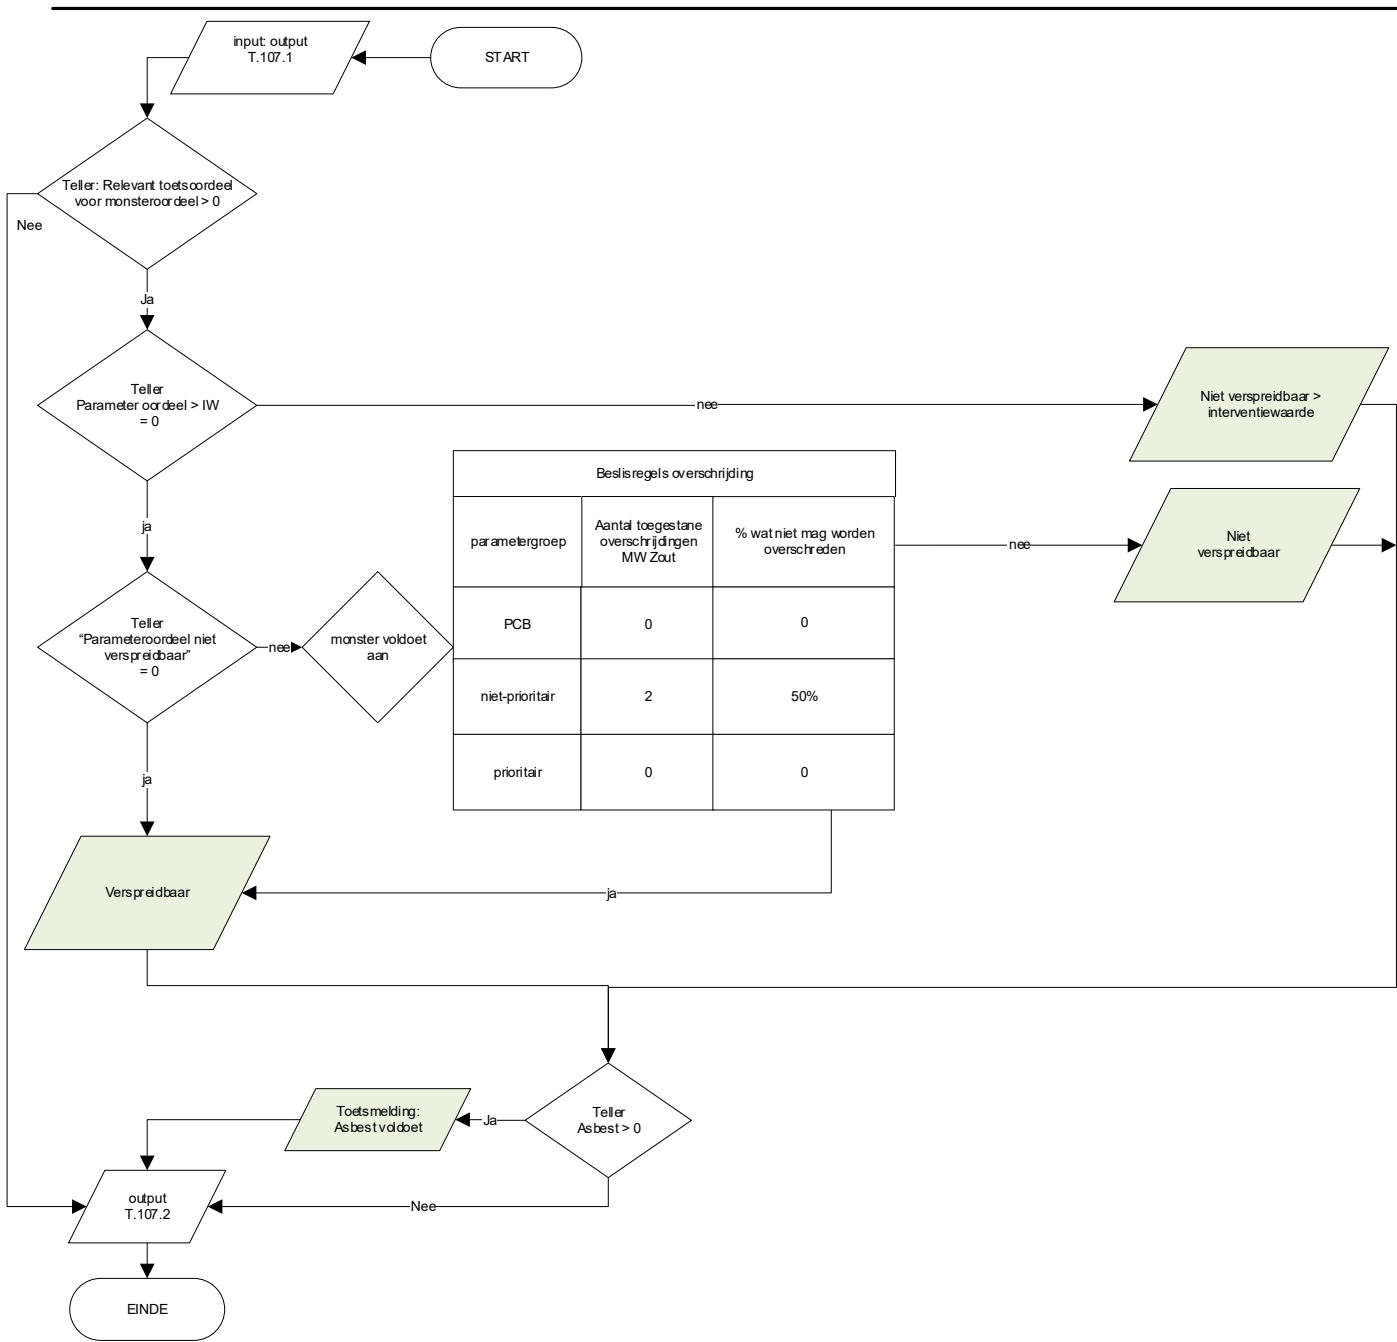 input: output
T.107.1
START
Teller: Relevant toetsoordeel
voor monsteroordeel > 0
Nee
Ja
Teller
Parameter oordeel > IW
= 0
nee
Niet verspreidbaar >
interventiewaarde
ja
Beslisregels overschrijding
parametergroep
Aantal toegestane
overschrijdingen
MW Zout
% wat niet mag worden
overschreden
nee
Niet
verspreidbaar
PCB
0
0
Teller
“Parameteroordeel niet
verspreidbaar”
= 0
nee
monster voldoet
aan
niet-prioritair
2
50%
prioritair
0
0
ja
Verspreidbaar
ja
Toetsmelding:
Asbest voldoet
Ja
Teller
Asbest > 0
output
T.107.2
Nee
EINDE